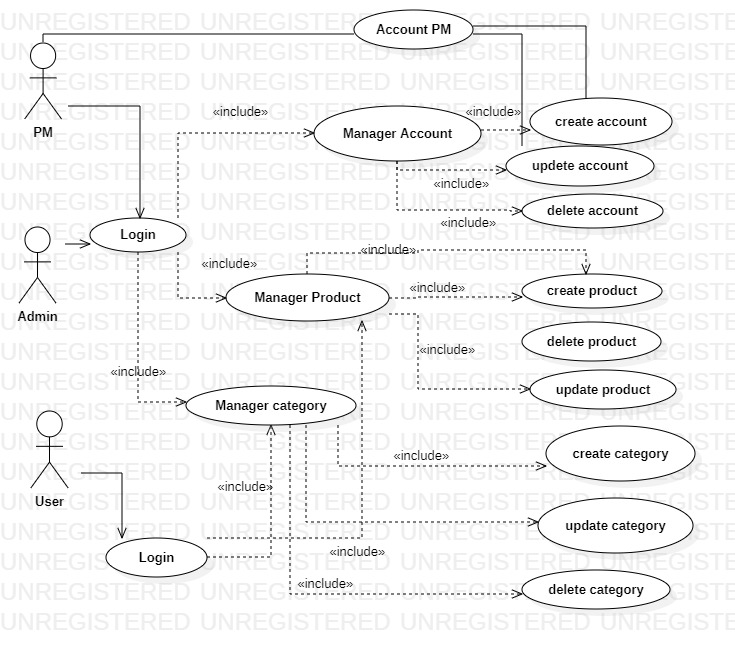 Account PM
PM
«include»
«include»
Manager Account
create account
updete account
«include»
delete account
«include»
Login
Admin
«include»
«include»
Manager Product
«include»
create product
delete product
«include»
update product
«include»
Manager category
User
create category
«include»
«include»
update category
Login
«include»
«include»
delete category
UNREGISTERED